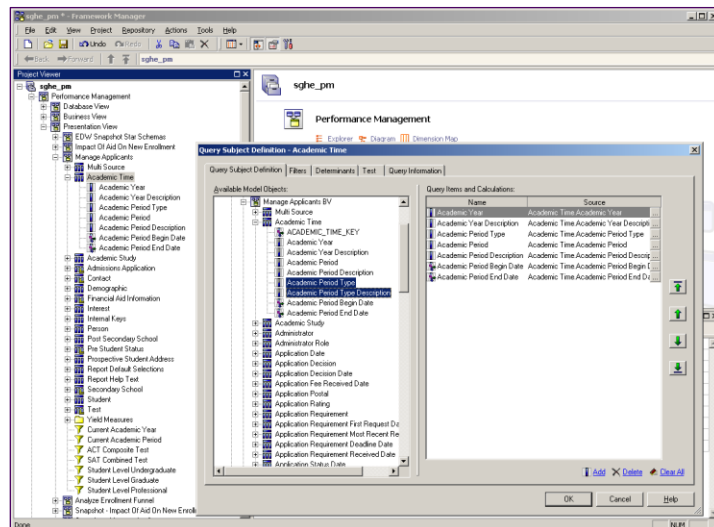 sghe_pm * - Framework Manager
File Edit View Project Repository Actions Tools Help
Undo Redo
Back Forward sghe_pm
Project Viewer
sghe_pm
Performance Management
Database View
Business View
Presentation View
EDW Snapshot Star Schemas
Impact Of Aid On New Enrollment
Manage Applicants
Multi Source
Academic Time
Academic Year
Academic Year Description
Academic Period Type
Academic Period
Academic Period Description
Academic Period Begin Date
Academic Period End Date
Academic Study
Admissions Application
Contact
Demographic
Financial Aid Information
Interest
Internal Keys
Person
Post Secondary School
Pre Student Status
Prospective Student Address
Report Default Selections
Report Help Text
Secondary School
Student
Test
Yield Measures
Current Academic Year
Current Academic Period
ACT Composite Test
SAT Combined Test
Student Level Undergraduate
Student Level Graduate
Student Level Professional
Analyze Enrollment Funnel
Snapshot - Impact Of Aid On New Enroll
Done
sghe_pm
Performance Management
Explorer Diagram Dimension Map
Query Subject Definition - Academic Time
Query Subject Definition Filters Determinants Test Query Information
Available Model Objects:
Manage Applicants BV
Multi Source
Academic Time
ACADEMIC_TIME_KEY
Academic Year
Academic Year Description
Academic Period
Academic Period Description
Academic Period Type
Academic Period Type Description
Academic Period Begin Date
Academic Period End Date
Academic Study
Administrator
Administrator Role
Application Date
Application Decision
Application Decision Date
Application Fee Received Date
Application Postal
Application Rating
Application Requirement
Application Requirement First Request Da
Application Requirement Most Recent Re
Application Requirement Deadline Date
Application Requirement Received Date
Application Status Date
Query Items and Calculations:
Name Source
Academic Year Academic Time.Academic Year ...
Academic Year Description Academic Time.Academic Year Descripti ...
Academic Period Type Academic Time.Academic Period Type ...
Academic Period Academic Time.Academic Period ...
Academic Period Description Academic Time.Academic Period Descrip ...
Academic Period Begin Date Academic Time.Academic Period Begin D ...
Academic Period End Date Academic Time.Academic Period End Da ...
Add Delete Clear All
OK Cancel Help
NUM